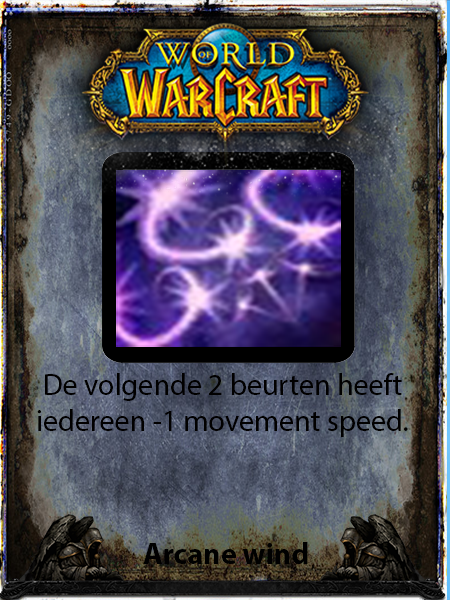 WORLD
OF
WARCRAFT
De volgende 2 beurten heeft
iedereen -1 movement speed.
Arcane wind